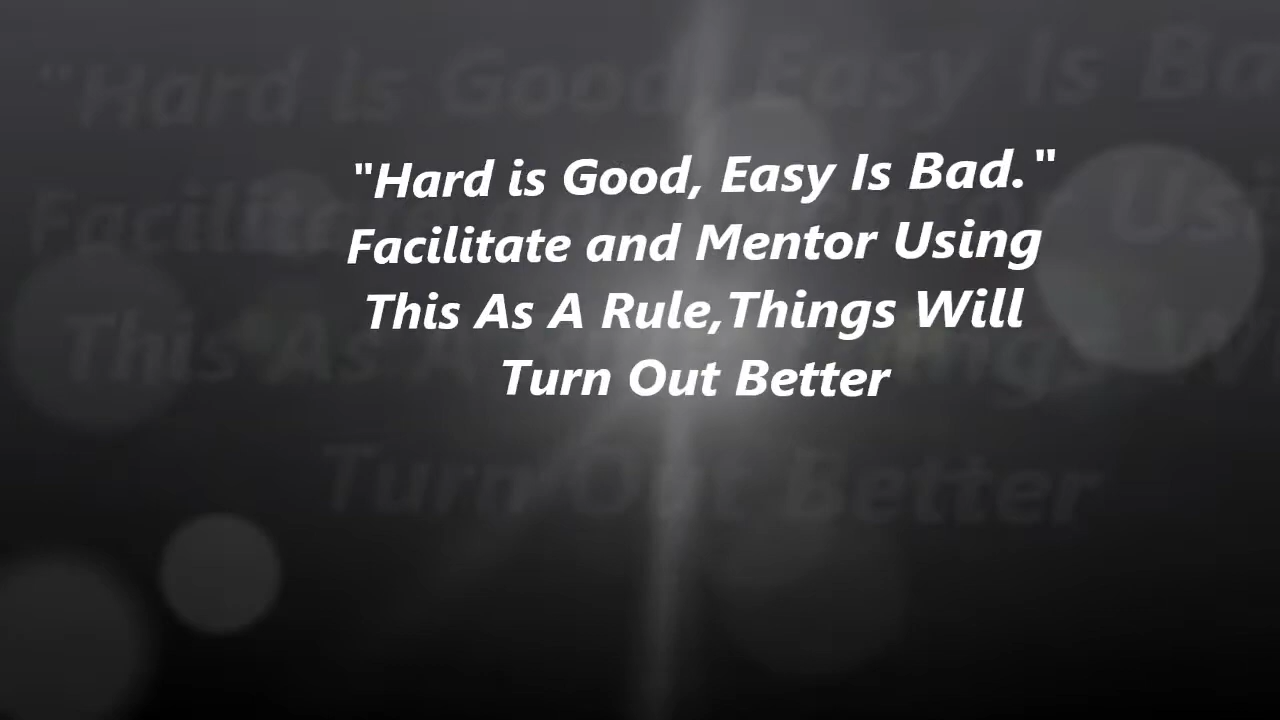 "Hard is Good, Easy Is Bad."
Facilitate and Mentor Using
This As A Rule,Things Will
Turn Out Better